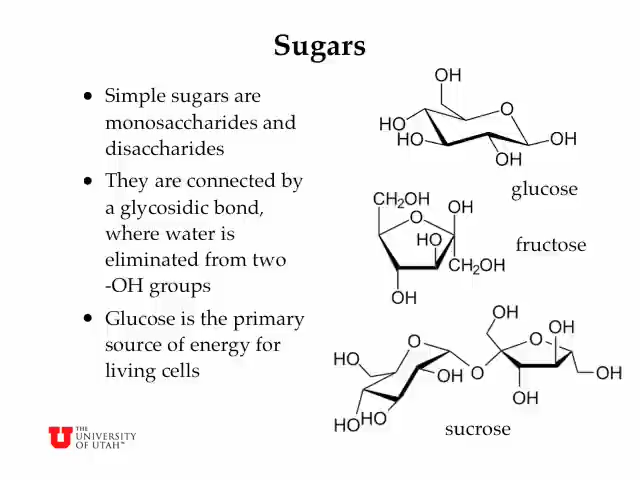 Sugars
• Simple sugars are
monosaccharides and
disaccharides
• They are connected by
a glycosidic bond,
where water is
eliminated from two
-OH groups
• Glucose is the primary
source of energy for
living cells
OH
O
HO
HO
OH
OH
glucose
CH2OH
O
OH
HO
CH2OH
OH
fructose
OH
O
HO
OH
O
HO
HO
O
OH
OH
OH
sucrose
U THE
UNIVERSITY
OF UTAH™